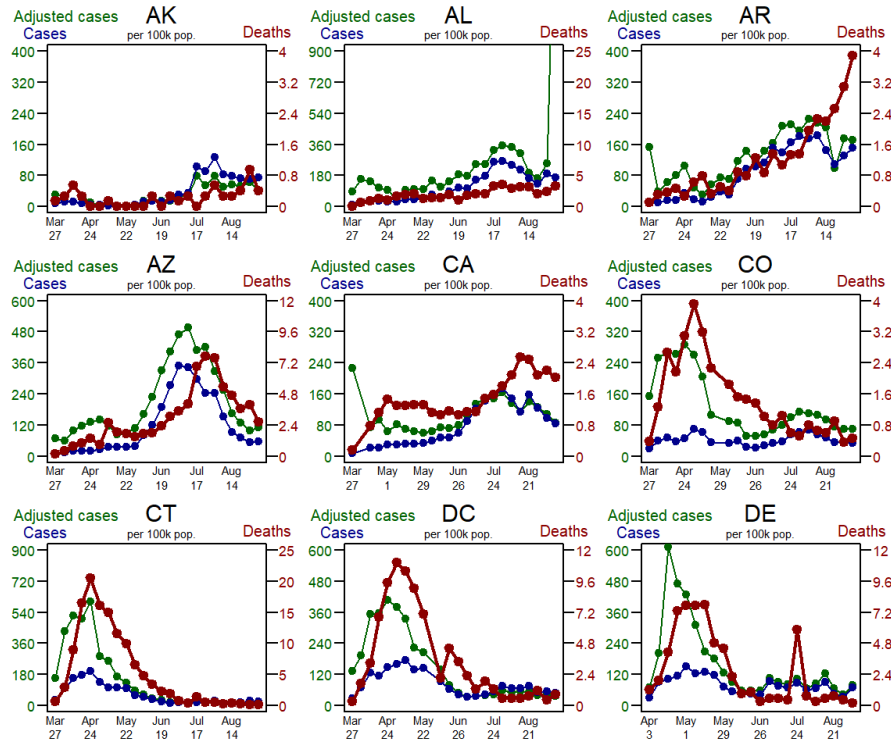 AK
Adjusted cases
Cases per 100k pop. Deaths
400 4
320 3.2
240 2.4
160 1.6
80 0.8
0 0
Mar Apr May Jun Jul Aug
27 24 22 19 17 14
AL
Adjusted cases
Cases per 100k pop. Deaths
900 25
720 20
540 15
360 10
180 5
0 0
Mar Apr May Jun Jul Aug
27 24 22 19 17 14
AR
Adjusted cases
Cases per 100k pop. Deaths
400 4
320 3.2
240 2.4
160 1.6
80 0.8
0 0
Mar Apr May Jun Jul Aug
27 24 22 19 17 14
AZ
Adjusted cases
Cases per 100k pop. Deaths
600 12
480 9.6
360 7.2
240 4.8
120 2.4
0 0
Mar Apr May Jun Jul Aug
27 24 22 19 17 14
CA
Adjusted cases
Cases per 100k pop. Deaths
400 4
320 3.2
240 2.4
160 1.6
80 0.8
0 0
Mar May May Jun Jul Aug
27 1 29 26 24 21
CO
Adjusted cases
Cases per 100k pop. Deaths
400 4
320 3.2
240 2.4
160 1.6
80 0.8
0 0
Mar Apr May Jun Jul Aug
27 24 29 26 24 21
CT
Adjusted cases
Cases per 100k pop. Deaths
900 25
720 20
540 15
360 10
180 5
0 0
Mar Apr May Jun Jul Aug
27 24 22 19 17 14
DC
Adjusted cases
Cases per 100k pop. Deaths
600 12
480 9.6
360 7.2
240 4.8
120 2.4
0 0
Mar Apr May Jun Jul Aug
27 24 22 26 24 21
DE
Adjusted cases
Cases per 100k pop. Deaths
600 12
480 9.6
360 7.2
240 4.8
120 2.4
0 0
Apr May May Jun Jul Aug
3 1 29 26 24 21